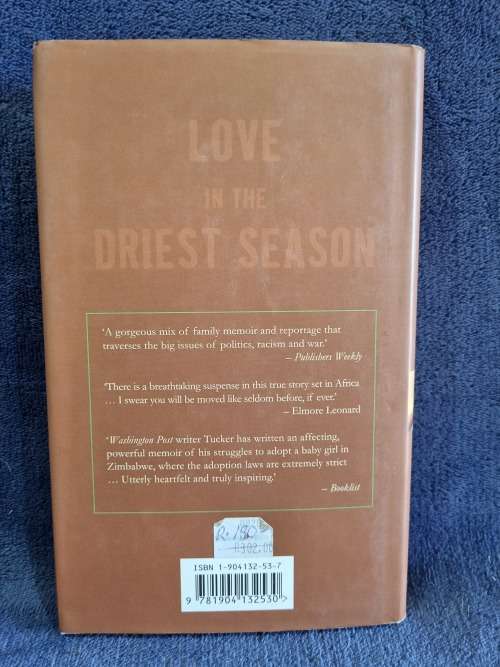 LOVE
IN THE
DRIEST SEASON
‘A gorgeous mix of family memoir and reportage that
traverses the big issues of politics, racism and war.’
– Publishers Weekly
‘There is a breathtaking suspense in this true story set in Africa
... I swear you will be moved like seldom before, if ever.’
– Elmore Leonard
‘Washington Post writer Tucker has written an affecting,
powerful memoir of his struggles to adopt a baby girl in
Zimbabwe, where the adoption laws are extremely strict
... Utterly heartfelt and truly inspiring.’
– Booklist
ISBN 1-904132-53-7
9 781904 132530